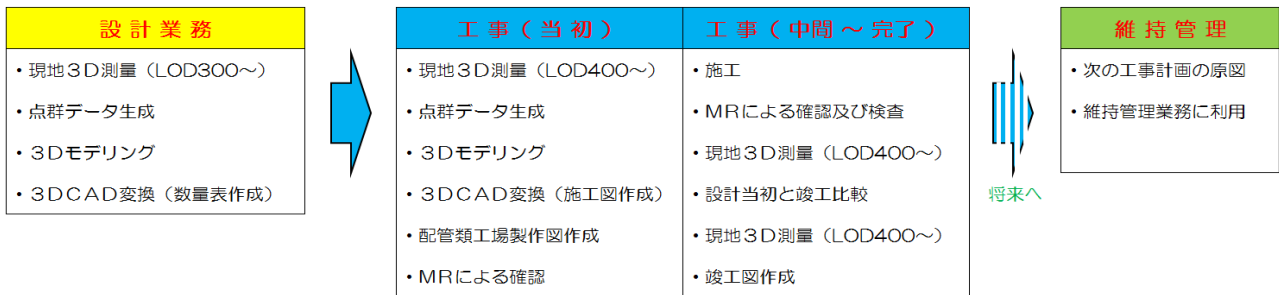 設計業務
・現地3D測量（LOD300～）
・点群データ生成
・3Dモデリング
・3DCAD変換（数量表作成）
工事（当初）
・現地3D測量（LOD400～）
・点群データ生成
・3Dモデリング
・3DCAD変換（施工図作成）
・配管類工場製作図作成
・MRによる確認
工事（中間～完了）
・施工
・MRによる確認及び検査
・現地3D測量（LOD400～）
・設計当初と竣工比較
・現地3D測量（LOD400～）
・竣工図作成
将来へ
維持管理
・次の工事計画の原図
・維持管理業務に利用